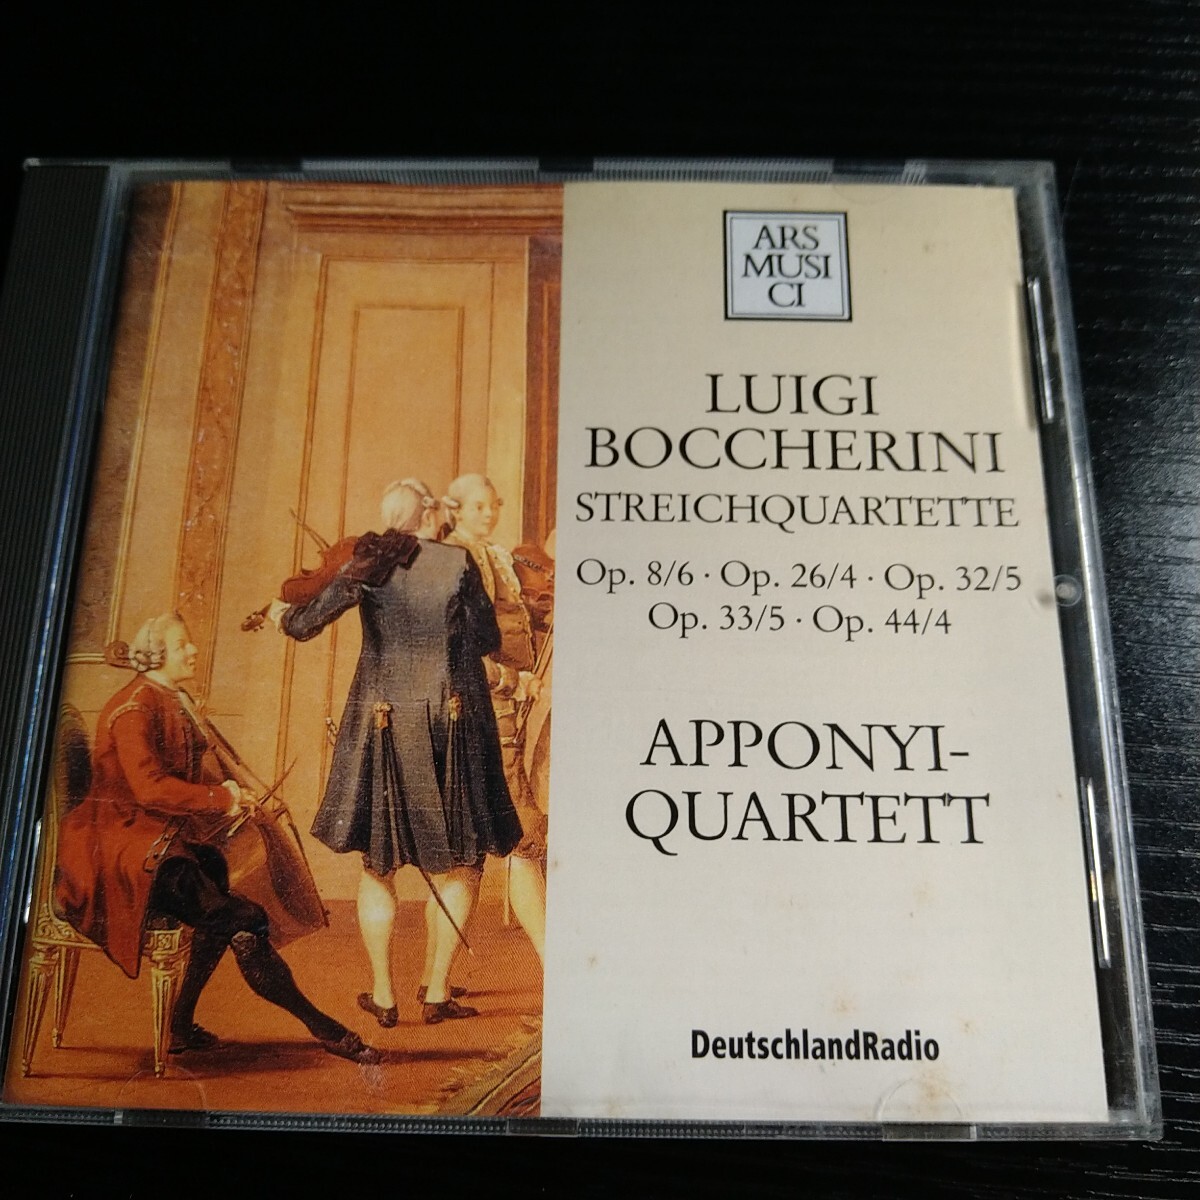 ARS
MUSI
CI
LUIGI
BOCCHERINI
STREICHQUARTETTE
Op. 8/6 · Op. 26/4 · Op. 32/5
Op. 33/5 · Op. 44/4
APPONYI-
QUARTETT
DeutschlandRadio